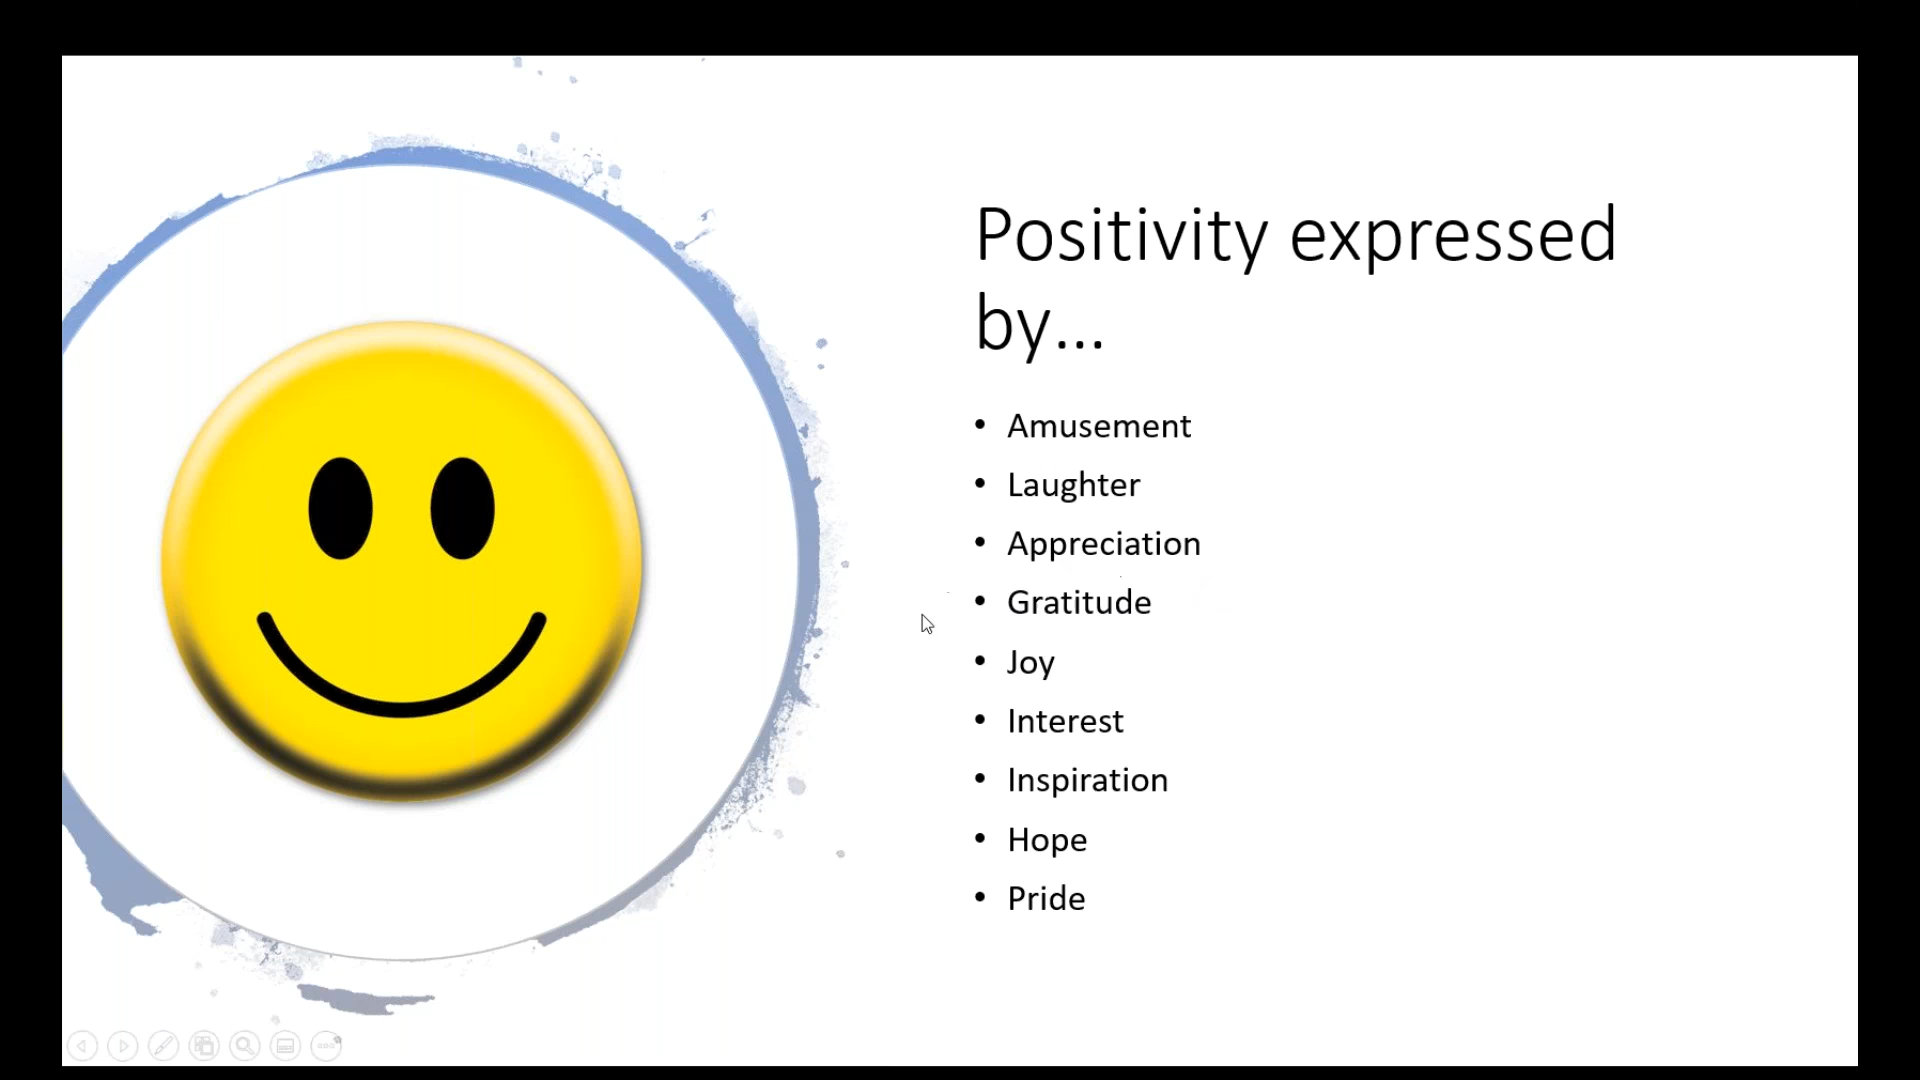 Positivity expressed
by...
• Amusement
• Laughter
• Appreciation
• Gratitude
• Joy
• Interest
• Inspiration
• Hope
• Pride